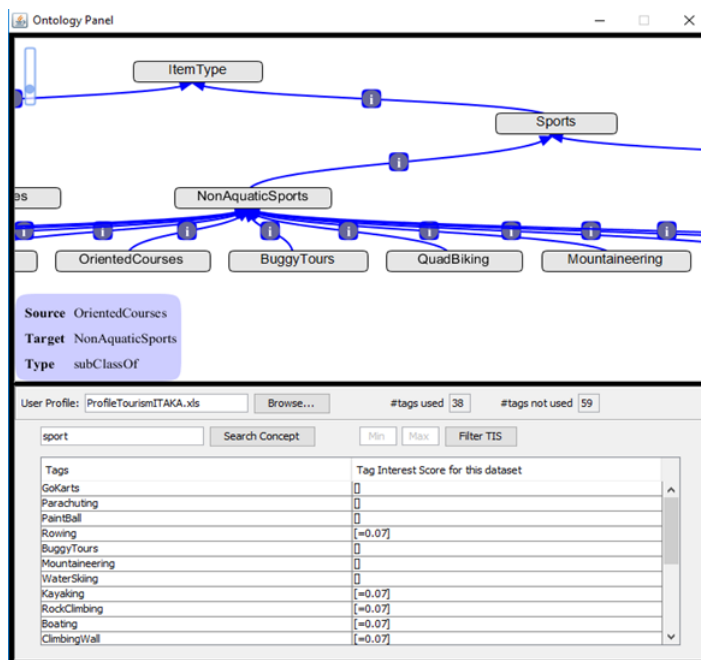 Ontology Panel
ItemType
i
i
Sports
i
es
NonAquaticSports
i i i i i i i i i
OrientedCourses BuggyTours QuadBiking Mountaineering
Source OrientedCourses
Target NonAquaticSports
Type subClassOf
User Profile: ProfileTourismITAKA.xls Browse... #tags used 38 #tags not used 59
sport Search Concept Min Max Filter TIS
Tags Tag Interest Score for this dataset
GoKarts []
Parachuting []
PaintBall []
Rowing [=0.07]
BuggyTours []
Mountaineering []
WaterSkiing []
Kayaking [=0.07]
RockClimbing [=0.07]
Boating [=0.07]
ClimbingWall [=0.07]